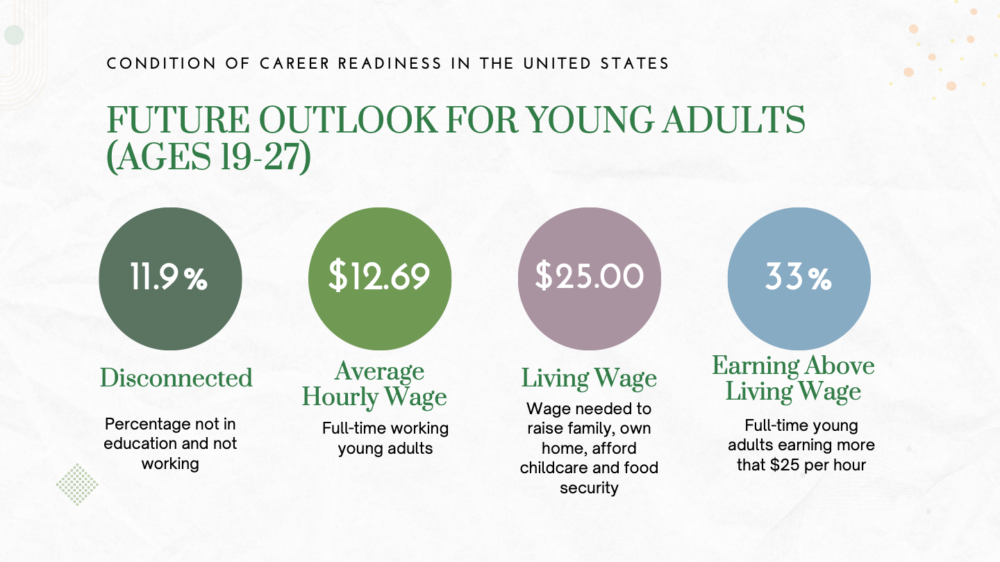 CONDITION OF CAREER READINESS IN THE UNITED STATES
FUTURE OUTLOOK FOR YOUNG ADULTS
(AGES 19-27)
11.9%
Disconnected
Percentage not in
education and not
working
$12.69
Average
Hourly Wage
Full-time working
young adults
$25.00
Living Wage
Wage needed to
raise family, own
home, afford
childcare and food
security
33%
Earning Above
Living Wage
Full-time young
adults earning more
that $25 per hour